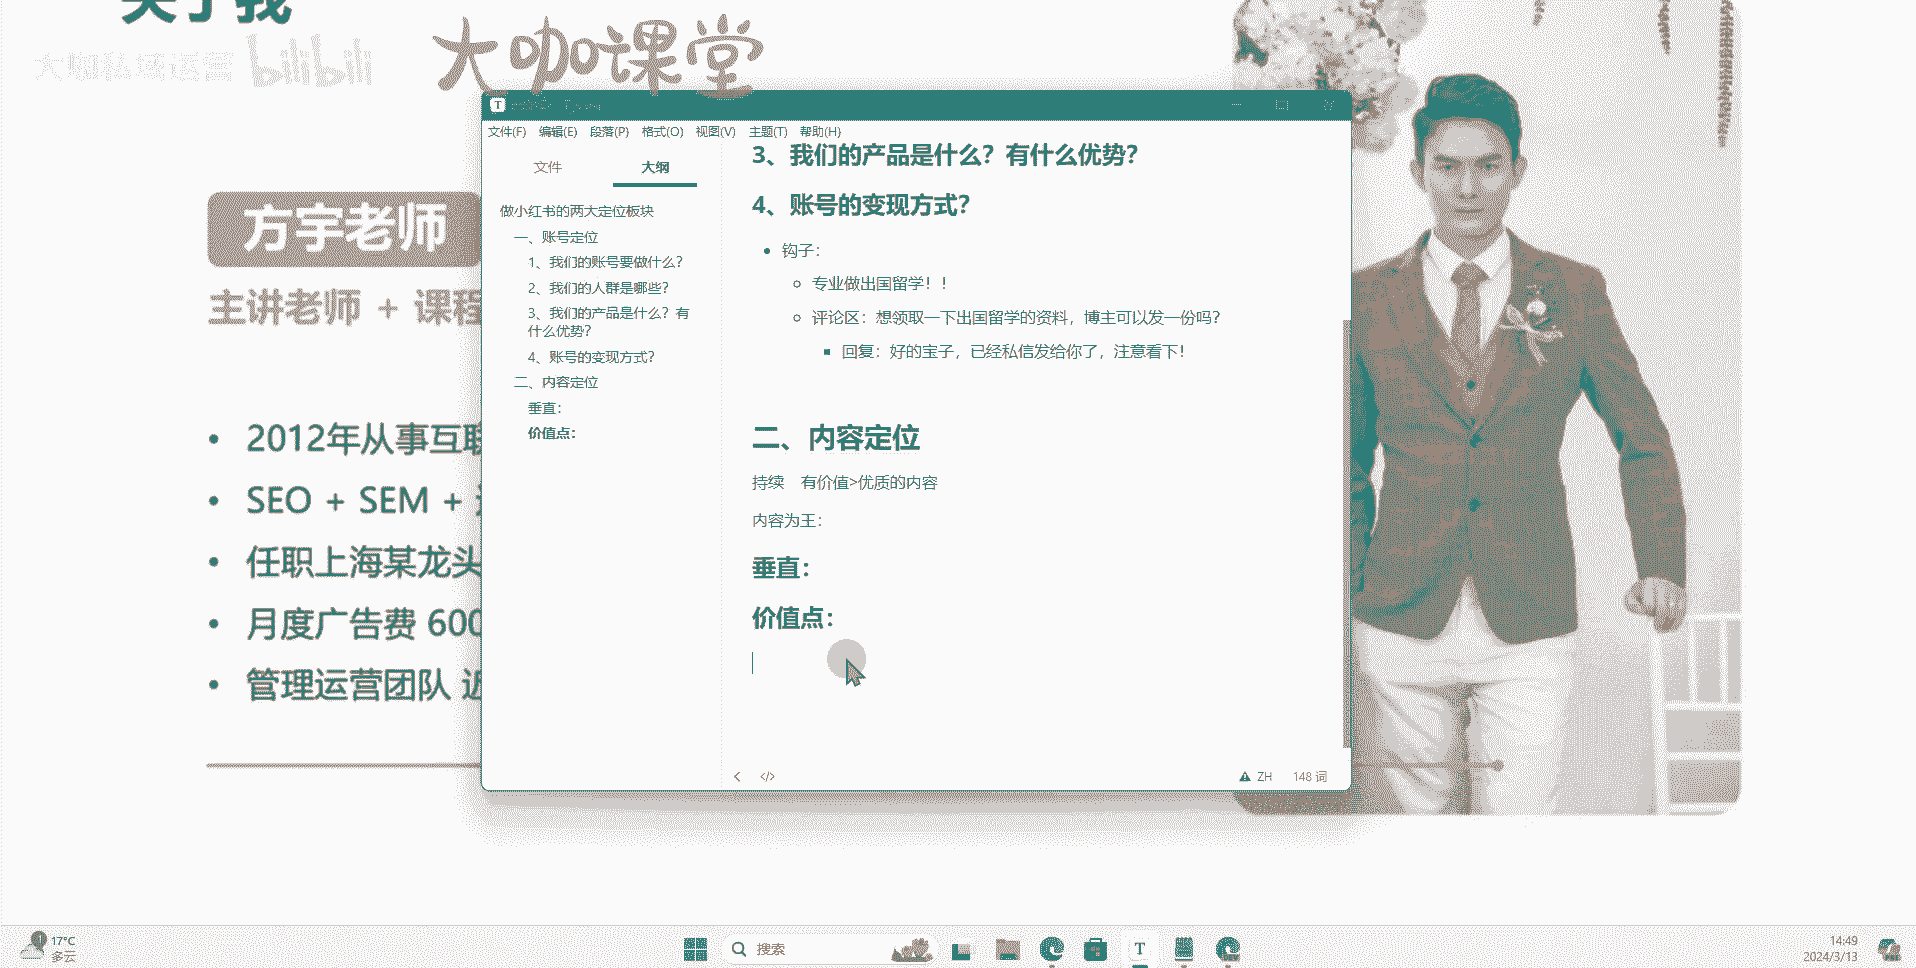 关于我
大咖私域运营 bilibili
大咖课堂
方宇老师
主讲老师 + 课程
2012年从事互联
SEO + SEM +
任职上海某龙头
月度广告费 600
管理运营团队 近
文件(F) 编辑(E) 段落(P) 格式(O) 视图(V) 主题(T) 帮助(H)
文件 大纲
做小红书的两大定位板块
一、账号定位
1、我们的账号要做什么？
2、我们的人群是哪些？
3、我们的产品是什么？有
什么优势？
4、账号的变现方式？
二、内容定位
垂直：
价值点：
3、我们的产品是什么？有什么优势？
4、账号的变现方式？
钩子：
专业做出国留学！！
评论区：想领取一下出国留学的资料，博主可以发一份吗？
回复：好的宝子，已经私信发给你了，注意看下！
二、内容定位
持续 有价值>优质的内容
内容为王：
垂直：
价值点：
ZH 148 词
17°C
多云
搜索
14:49
2024/3/13